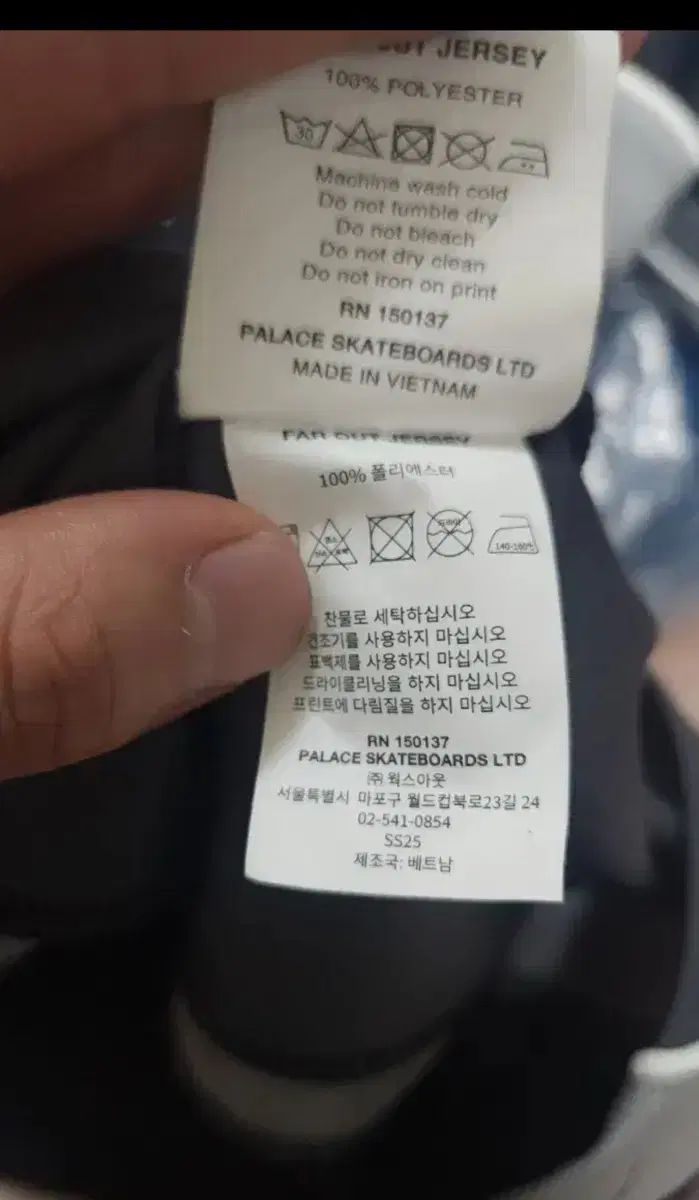 OUT JERSEY
100% POLYESTER
30
Machine wash cold
Do not tumble dry
Do not bleach
Do not dry clean
Do not iron on print
RN 150137
PALACE SKATEBOARDS LTD
MADE IN VIETNAM
FAR OUT JERSEY
100% 폴리에스터
드라이
140-160℃
찬물로 세탁하십시오
건조기를 사용하지 마십시오
표백제를 사용하지 마십시오
드라이클리닝을 하지 마십시오
프린트에 다림질을 하지 마십시오
RN 150137
PALACE SKATEBOARDS LTD
㈜웍스아웃
서울특별시 마포구 월드컵북로23길 24
02-541-0854
SS25
제조국: 베트남